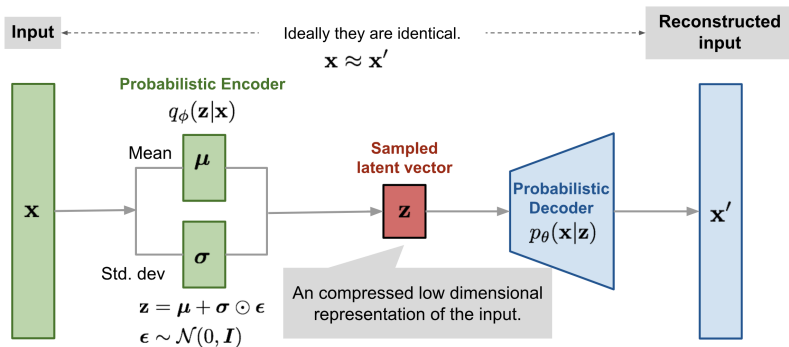 Input
Ideally they are identical.
x ≈ x′
Reconstructed
input
Probabilistic Encoder
qϕ(z|x)
Mean
μ
x
Std. dev
σ
z = μ + σ ⊙ ϵ
ϵ ∼ 𝒩(0, I)
Sampled
latent vector
z
An compressed low dimensional
representation of the input.
Probabilistic
Decoder
pθ(x|z)
x′